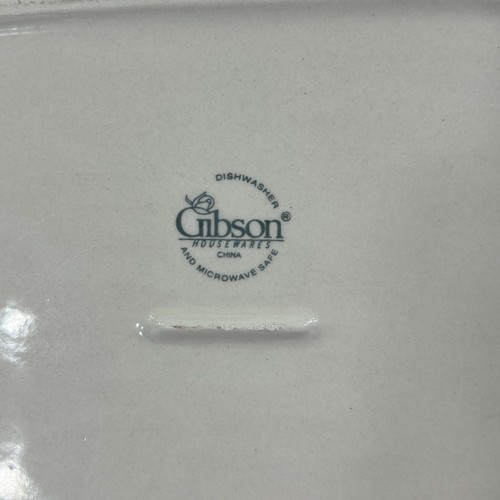 DISHWASHER
Gibson®
HOUSEWARES
CHINA
AND MICROWAVE SAFE